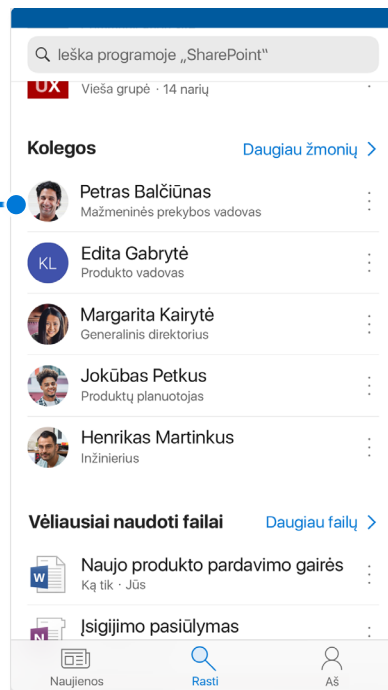 Ieška programoje „SharePoint"
UX
Vieša grupė · 14 narių
Kolegos
Daugiau žmonių
Petras Balčiūnas
Mažmeninės prekybos vadovas
KL
Edita Gabrytė
Produkto vadovas
Margarita Kairytė
Generalinis direktorius
Jokūbas Petkus
Produktų planuotojas
Henrikas Martinkus
Inžinierius
Vėliausiai naudoti failai
Daugiau failų
W
Naujo produkto pardavimo gairės
Ką tik · Jūs
N
Įsigijimo pasiūlymas
Naujienos
Rasti
Aš